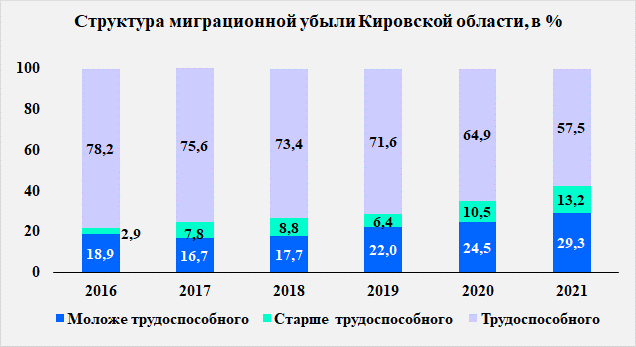 Структура миграционной убыли Кировской области, в %
100
80
60
40
20
0
78,2 75,6 73,4 71,6 64,9 57,5
2,9 7,8 8,8 6,4 10,5 13,2
18,9 16,7 17,7 22,0 24,5 29,3
2016 2017 2018 2019 2020 2021
Моложе трудоспособного Старше трудоспособного Трудоспособного